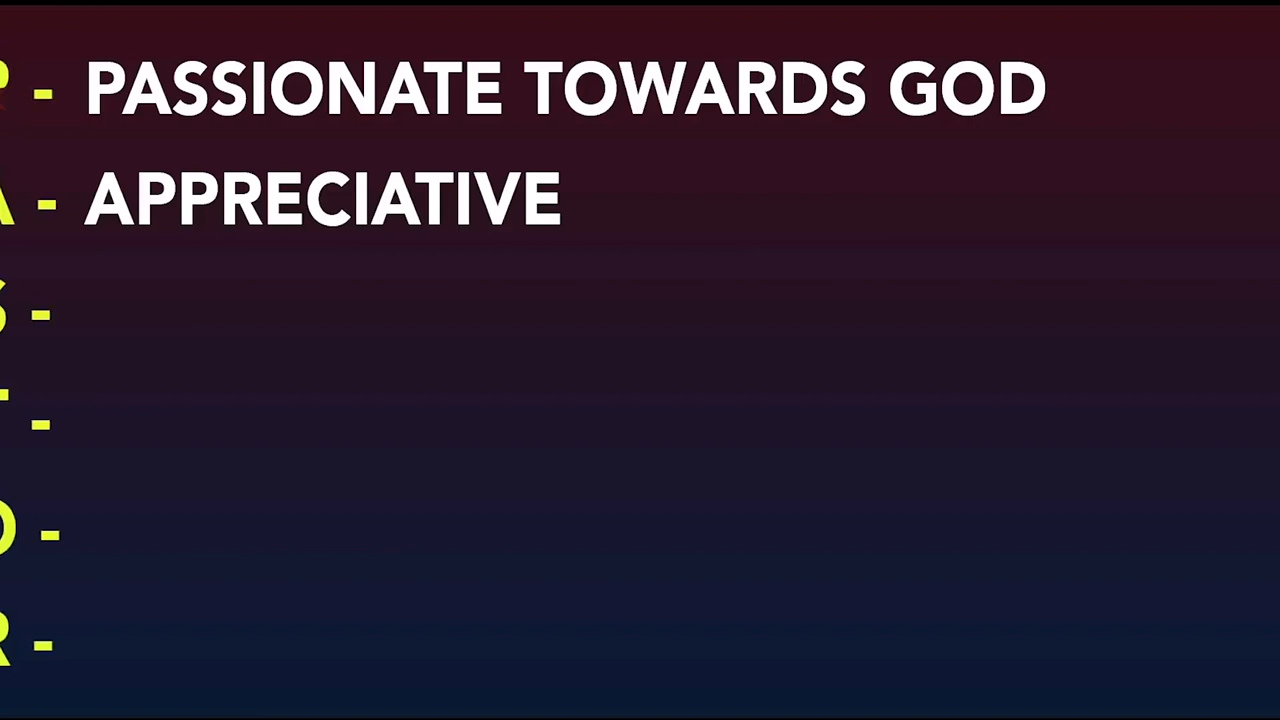 P - PASSIONATE TOWARDS GOD
A - APPRECIATIVE
S -
T -
O -
R -